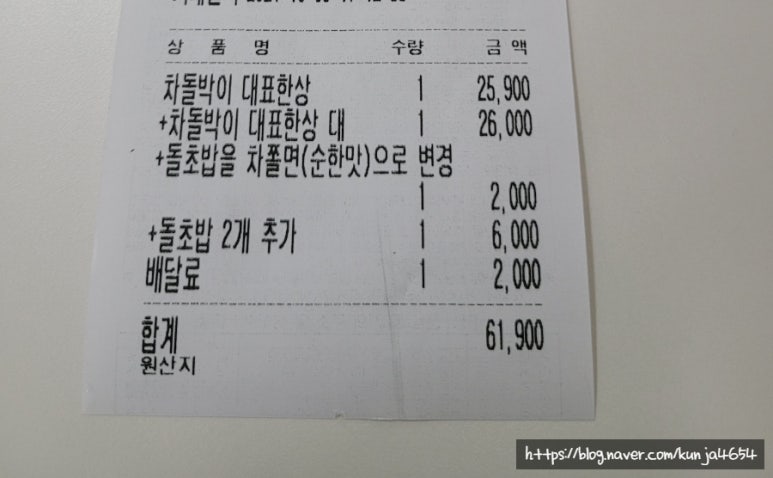 상 품 명 수량 금 액
차돌박이 대표한상 1 25,900
+차돌박이 대표한상 대 1 26,000
+돌초밥을 차쫄면(순한맛)으로 변경
1 2,000
+돌초밥 2개 추가 1 6,000
배달료 1 2,000
합계 61,900
원산지
https://blog.naver.com/kunja4654